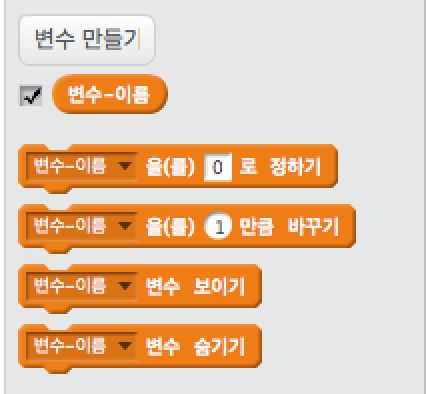 변수 만들기
변수-이름
변수-이름 을(를) 0 로 정하기
변수-이름 을(를) 1 만큼 바꾸기
변수-이름 변수 보이기
변수-이름 변수 숨기기